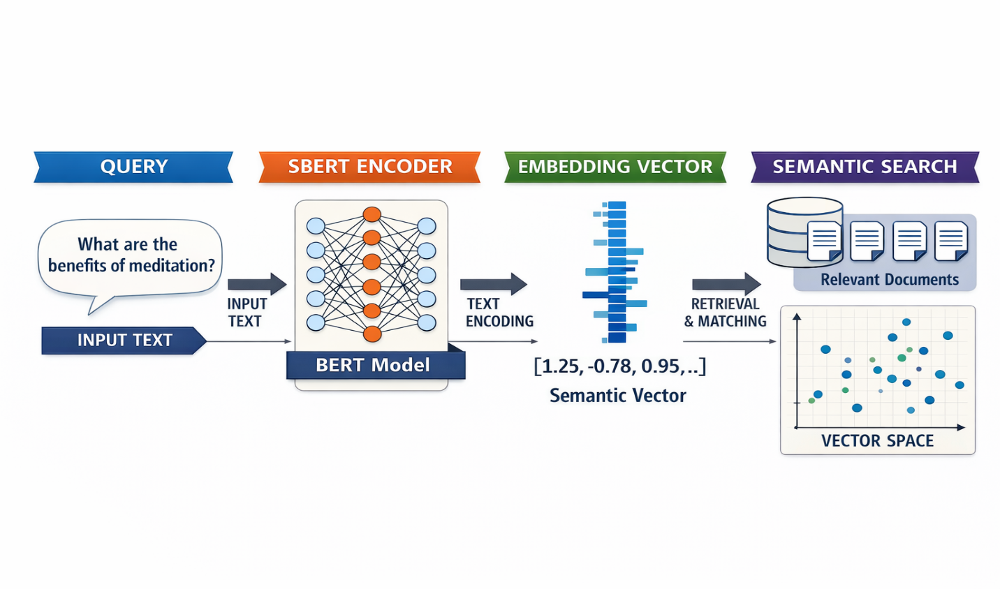 QUERY
SBERT ENCODER
EMBEDDING VECTOR
SEMANTIC SEARCH
What are the
benefits of meditation?
INPUT
TEXT
INPUT TEXT
BERT Model
TEXT
ENCODING
[1.25, -0.78, 0.95,..]
Semantic Vector
RETRIEVAL
& MATCHING
Relevant Documents
VECTOR SPACE